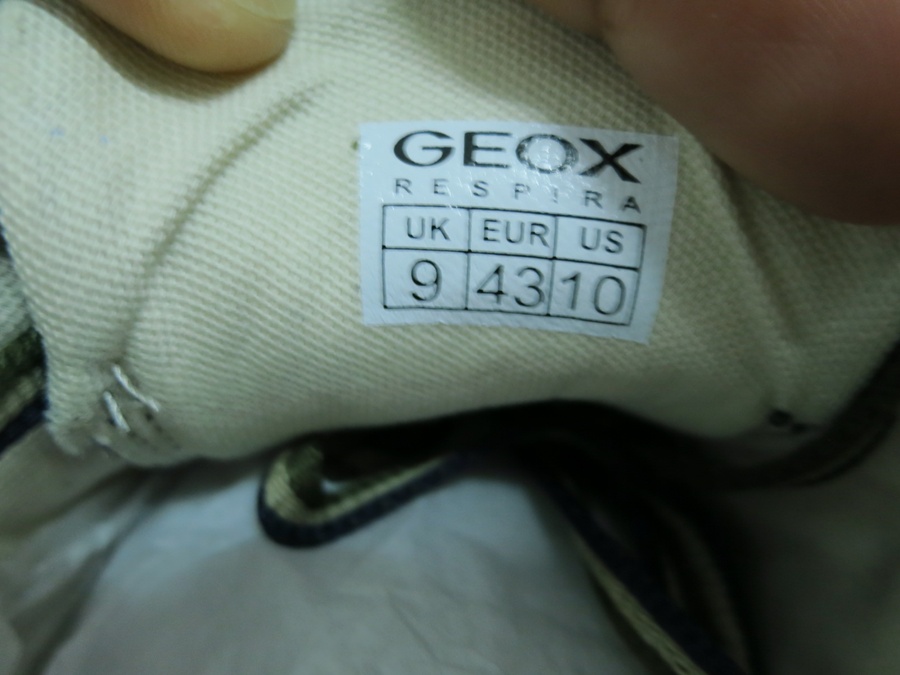 GEOX
RESPIRA
UK EUR US
9 43 10